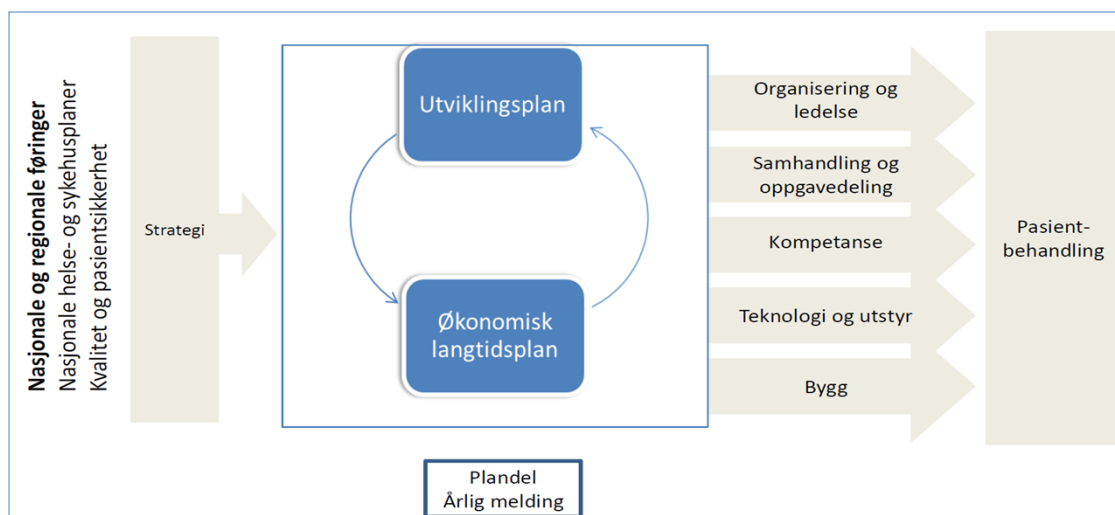 Nasjonale og regionale føringer
Nasjonale helse- og sykehusplaner
Kvalitet og pasientsikkerhet
Strategi
Utviklingsplan
Økonomisk
langtidsplan
Plandel
Årlig melding
Organisering og
ledelse
Samhandling og
oppgavedeling
Kompetanse
Teknologi og utstyr
Bygg
Pasient-
behandling